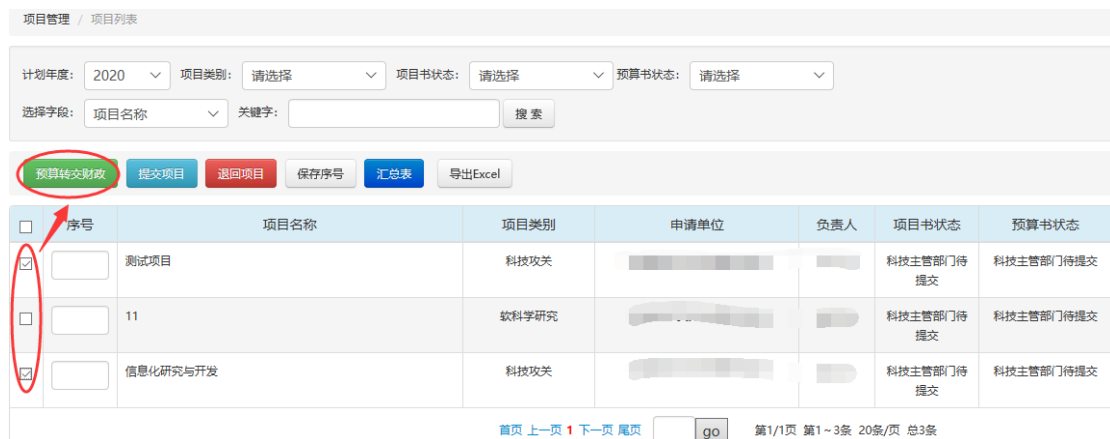 项目管理 / 项目列表
计划年度： 2020 项目类别： 请选择 项目书状态： 请选择 预算书状态： 请选择
选择字段： 项目名称 关键字： 搜 索
预算转交财政 提交项目 退回项目 保存序号 汇总表 导出Excel
序号 项目名称 项目类别 申请单位 负责人 项目书状态 预算书状态
测试项目 科技攻关 科技主管部门待提交 科技主管部门待提交
11 软科学研究 科技主管部门待提交 科技主管部门待提交
信息化研究与开发 科技攻关 科技主管部门待提交 科技主管部门待提交
首页 上一页 1 下一页 尾页 go 第1/1页 第1～3条 20条/页 总3条